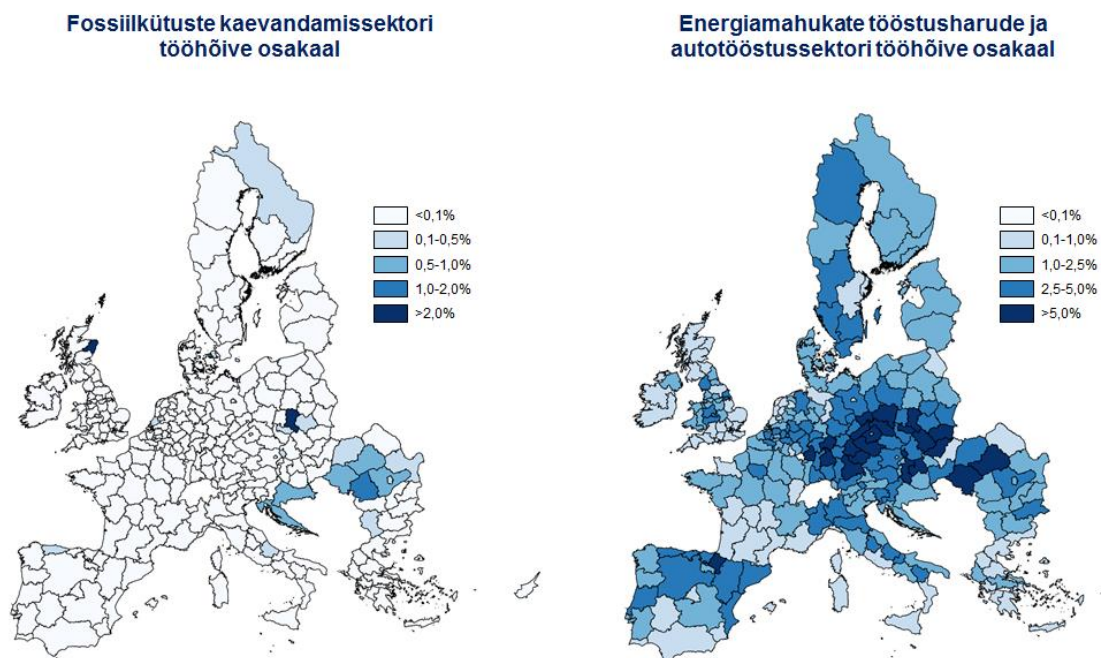 Fossiilkütuste kaevandamissektori
tööhõive osakaal
<0,1%
0,1-0,5%
0,5-1,0%
1,0-2,0%
>2,0%
Energiamahukate tööstusharude ja
autotööstussektori tööhõive osakaal
<0,1%
0,1-1,0%
1,0-2,5%
2,5-5,0%
>5,0%